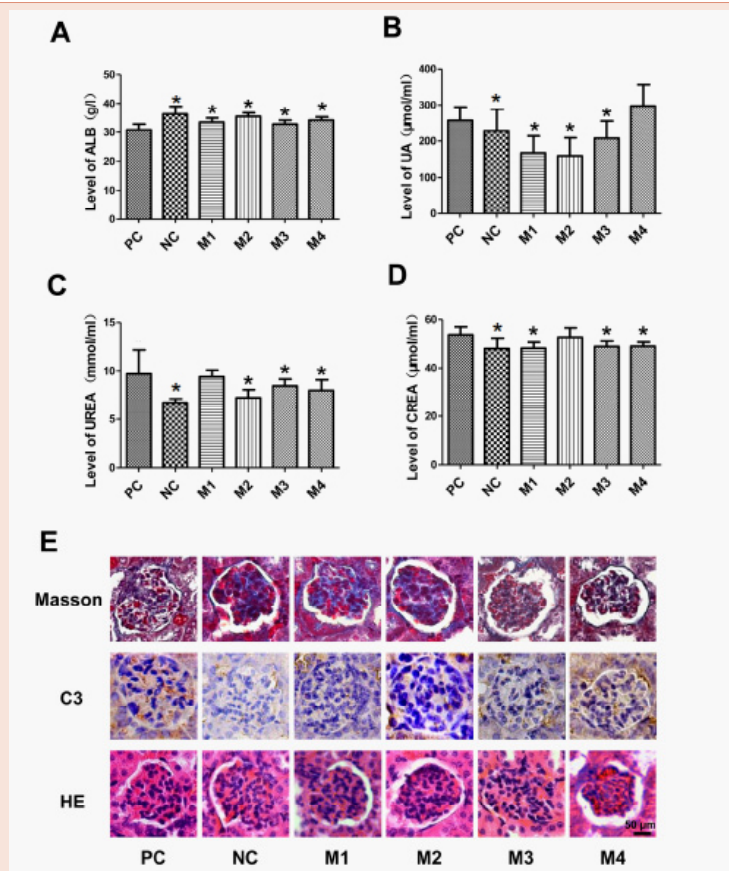 A
Level of ALB（g/l）
50
40
30
20
10
0
* * * * *
PC NC M1 M2 M3 M4
B
Level of UA（μmol/ml）
400
300
200
100
0
* * * *
PC NC M1 M2 M3 M4
C
Level of UREA（mmol/ml）
15
10
5
0
* * * *
PC NC M1 M2 M3 M4
D
Level of CREA（μmol/ml）
60
40
20
0
* * * *
PC NC M1 M2 M3 M4
E
Masson
C3
HE
50 μm
PC NC M1 M2 M3 M4